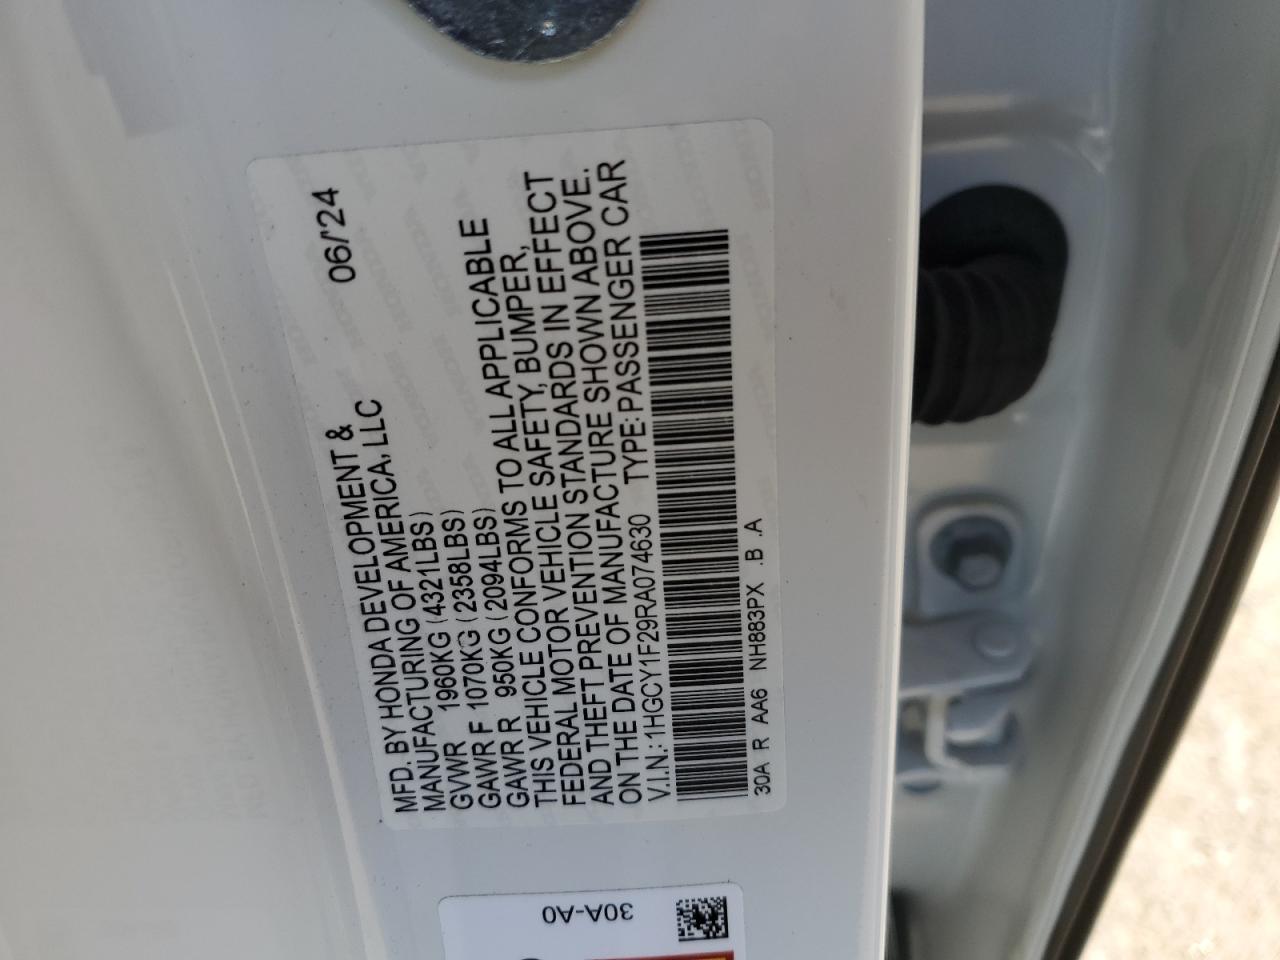 MFD. BY HONDA DEVELOPMENT & 06/'24
MANUFACTURING OF AMERICA, LLC
GVWR 1960KG (4321LBS)
GAWR F 1070KG (2358LBS)
GAWR R 950KG (2094LBS)
THIS VEHICLE CONFORMS TO ALL APPLICABLE
FEDERAL MOTOR VEHICLE SAFETY, BUMPER,
AND THEFT PREVENTION STANDARDS IN EFFECT
ON THE DATE OF MANUFACTURE SHOWN ABOVE.
V.I.N.: 1HGCY1F29RA074630 TYPE: PASSENGER CAR
30A R AA6 NH883PX .B .A
30A-A0